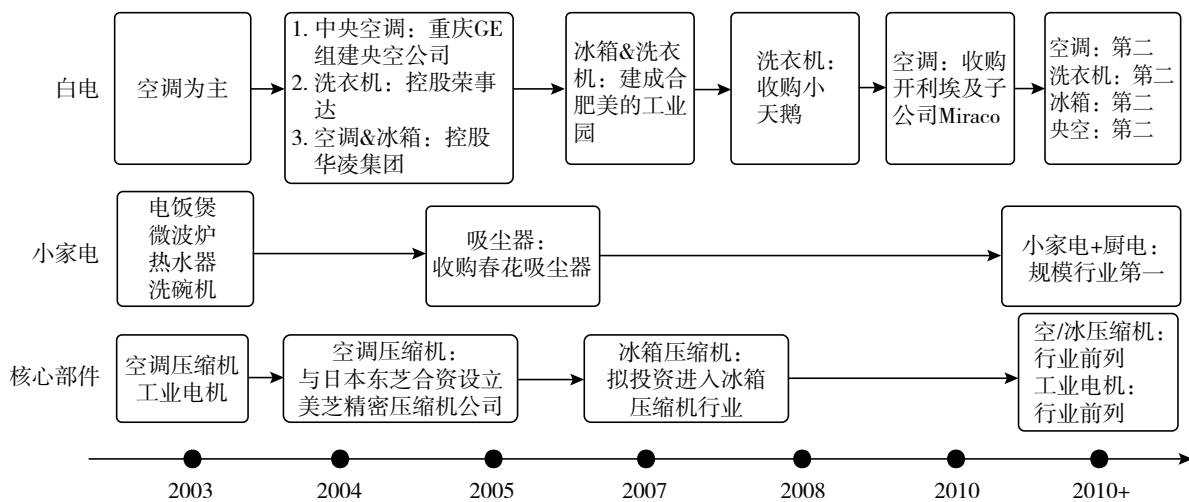 白电
空调为主
1. 中央空调：重庆GE
组建央空公司
2. 洗衣机：控股荣事
达
3. 空调&冰箱：控股
华凌集团
冰箱&洗衣
机：建成合
肥美的工业
园
洗衣机：
收购小
天鹅
空调：收购
开利埃及子
公司Miraco
空调：第二
洗衣机：第二
冰箱：第二
央空：第二
小家电
电饭煲
微波炉
热水器
洗碗机
吸尘器：
收购春花吸尘器
小家电+厨电：
规模行业第一
核心部件
空调压缩机
工业电机
空调压缩机：
与日本东芝合资设立
美芝精密压缩机公司
冰箱压缩机：
拟投资进入冰箱
压缩机行业
空/冰压缩机：
行业前列
工业电机：
行业前列
2003 2004 2005 2007 2008 2010 2010+